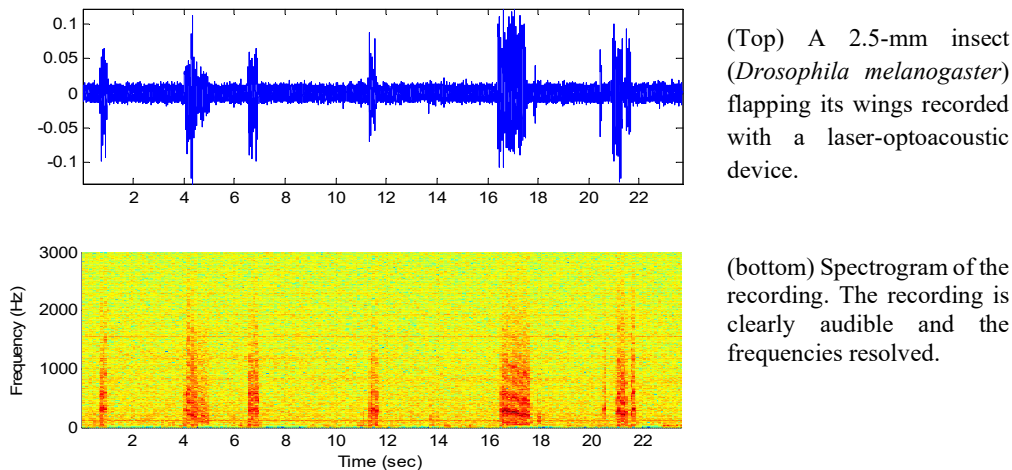 0.1
0.05
0
-0.05
-0.1
2 4 6 8 10 12 14 16 18 20 22
(Top) A 2.5-mm insect
(Drosophila melanogaster)
flapping its wings recorded
with a laser-optoacoustic
device.
3000
2000
1000
0
Frequency (Hz)
2 4 6 8 10 12 14 16 18 20 22
Time (sec)
(bottom) Spectrogram of the
recording. The recording is
clearly audible and the
frequencies resolved.